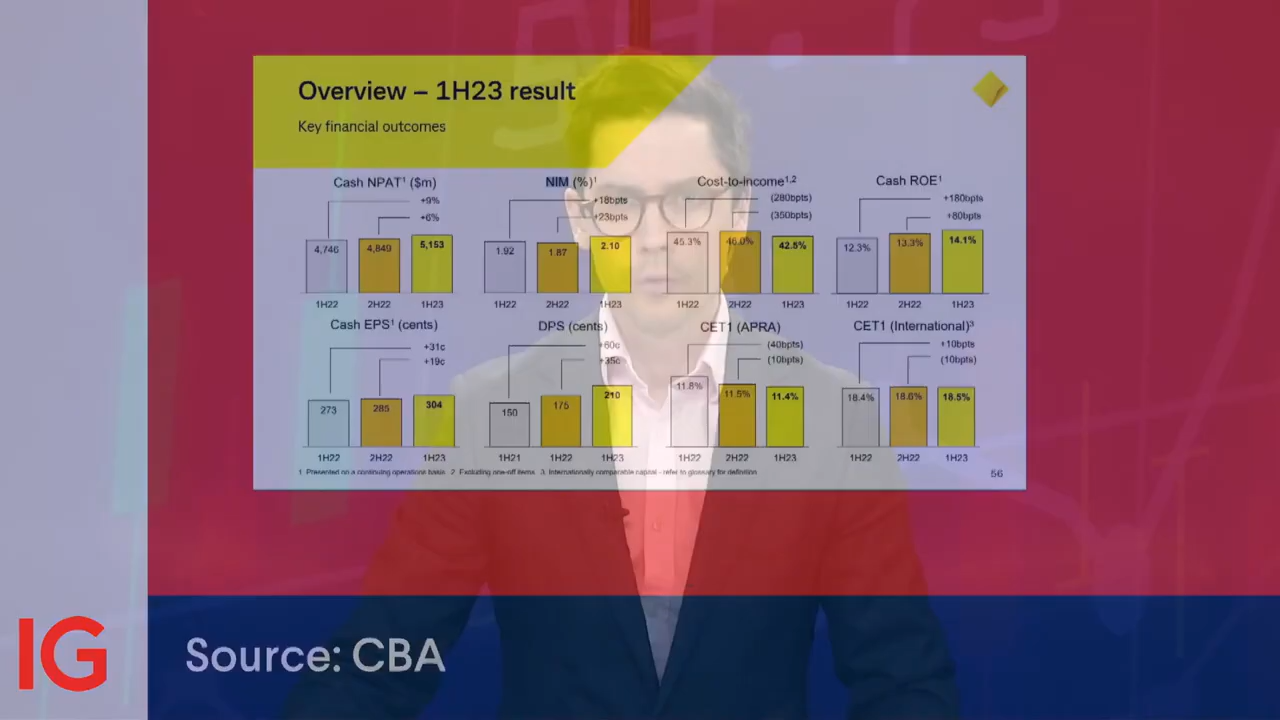 Overview – 1H23 result
Key financial outcomes
Cash NPAT¹ ($m)
+9%
+6%
4,746
4,849
5,153
1H22
2H22
1H23
NIM (%)¹
+18bpts
+23bpts
1.92
1.87
2.10
1H22
2H22
1H23
Cost-to-income¹,²
(280bpts)
(350bpts)
45.3%
46.0%
42.5%
1H22
2H22
1H23
Cash ROE¹
+180bpts
+80bpts
12.3%
13.3%
14.1%
1H22
2H22
1H23
Cash EPS¹ (cents)
+31c
+19c
273
285
304
1H22
2H22
1H23
DPS (cents)
+60c
+35c
150
175
210
1H21
1H22
1H23
CET1 (APRA)
(40bpts)
(10bpts)
11.8%
11.5%
11.4%
1H22
2H22
1H23
CET1 (International)³
+10bpts
(10bpts)
18.4%
18.6%
18.5%
1H22
2H22
1H23
1. Presented on a continuing operations basis. 2. Excluding one-off items. 3. Internationally comparable capital - refer to glossary for definition
56
IG
Source: CBA